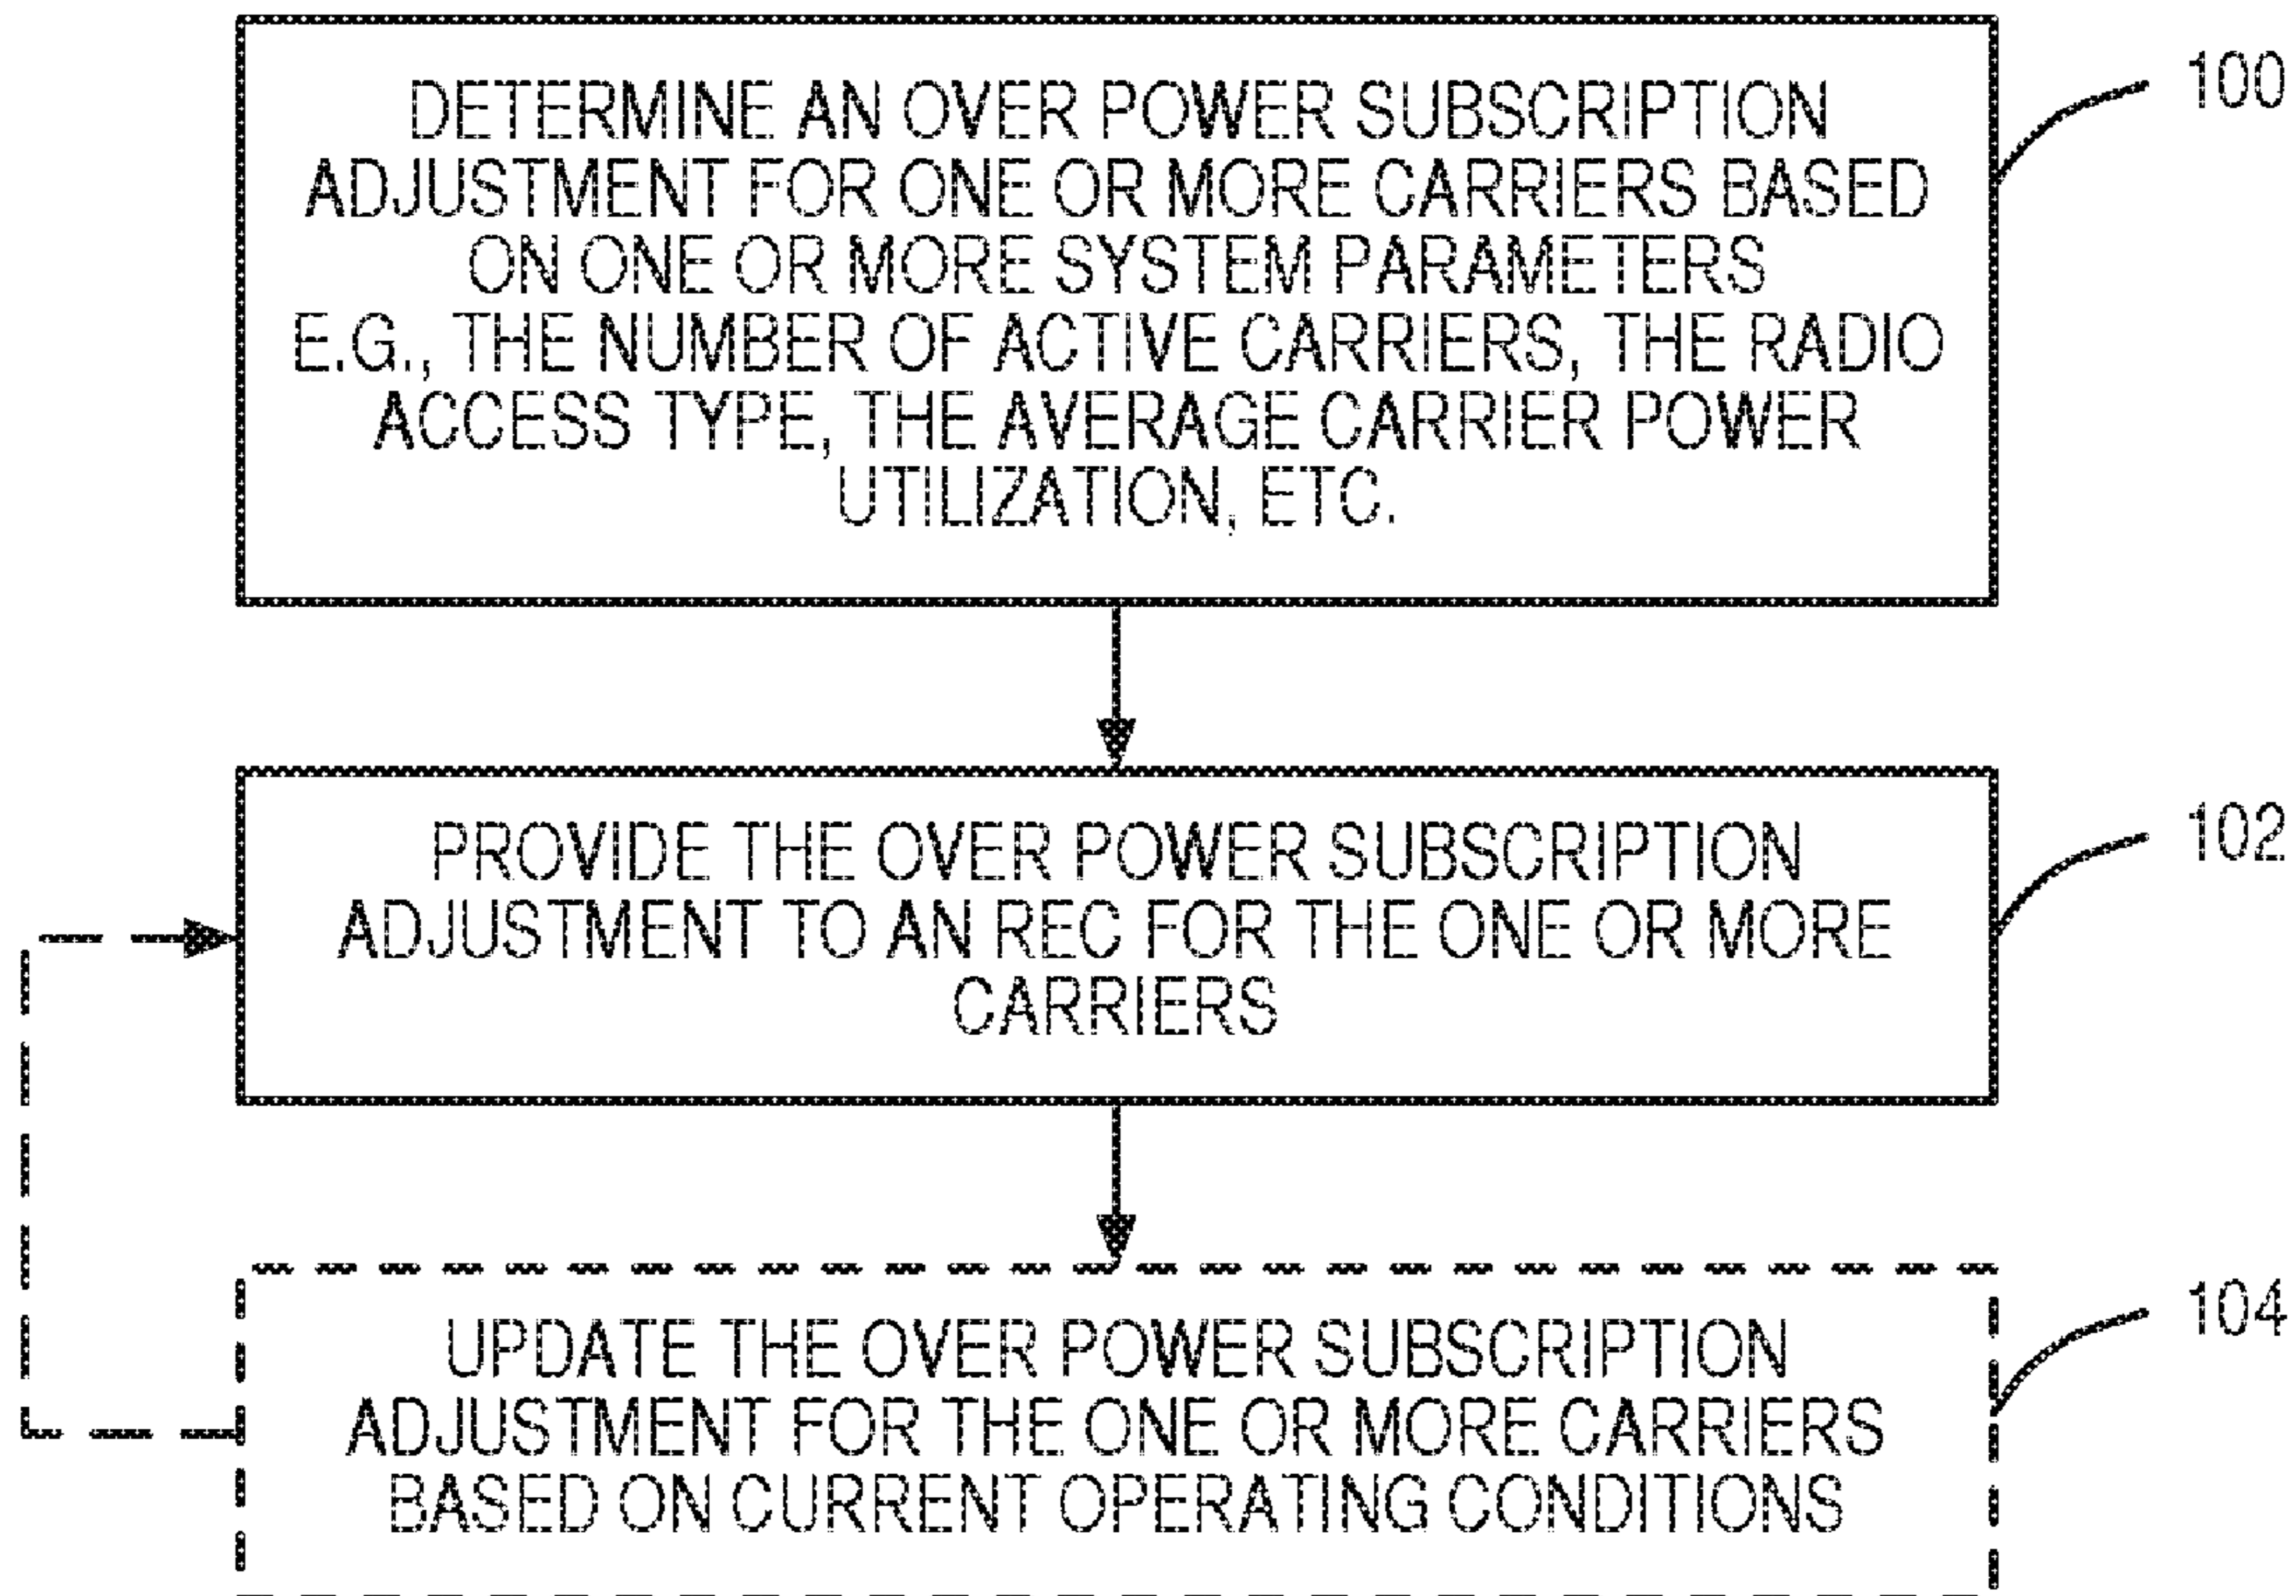 DETERMINE AN OVER POWER SUBSCRIPTION
ADJUSTMENT FOR ONE OR MORE CARRIERS BASED
ON ONE OR MORE SYSTEM PARAMETERS
E.G., THE NUMBER OF ACTIVE CARRIERS, THE RADIO
ACCESS TYPE, THE AVERAGE CARRIER POWER
UTILIZATION, ETC.
100
PROVIDE THE OVER POWER SUBSCRIPTION
ADJUSTMENT TO AN REC FOR THE ONE OR MORE
CARRIERS
102
UPDATE THE OVER POWER SUBSCRIPTION
ADJUSTMENT FOR THE ONE OR MORE CARRIERS
BASED ON CURRENT OPERATING CONDITIONS
104